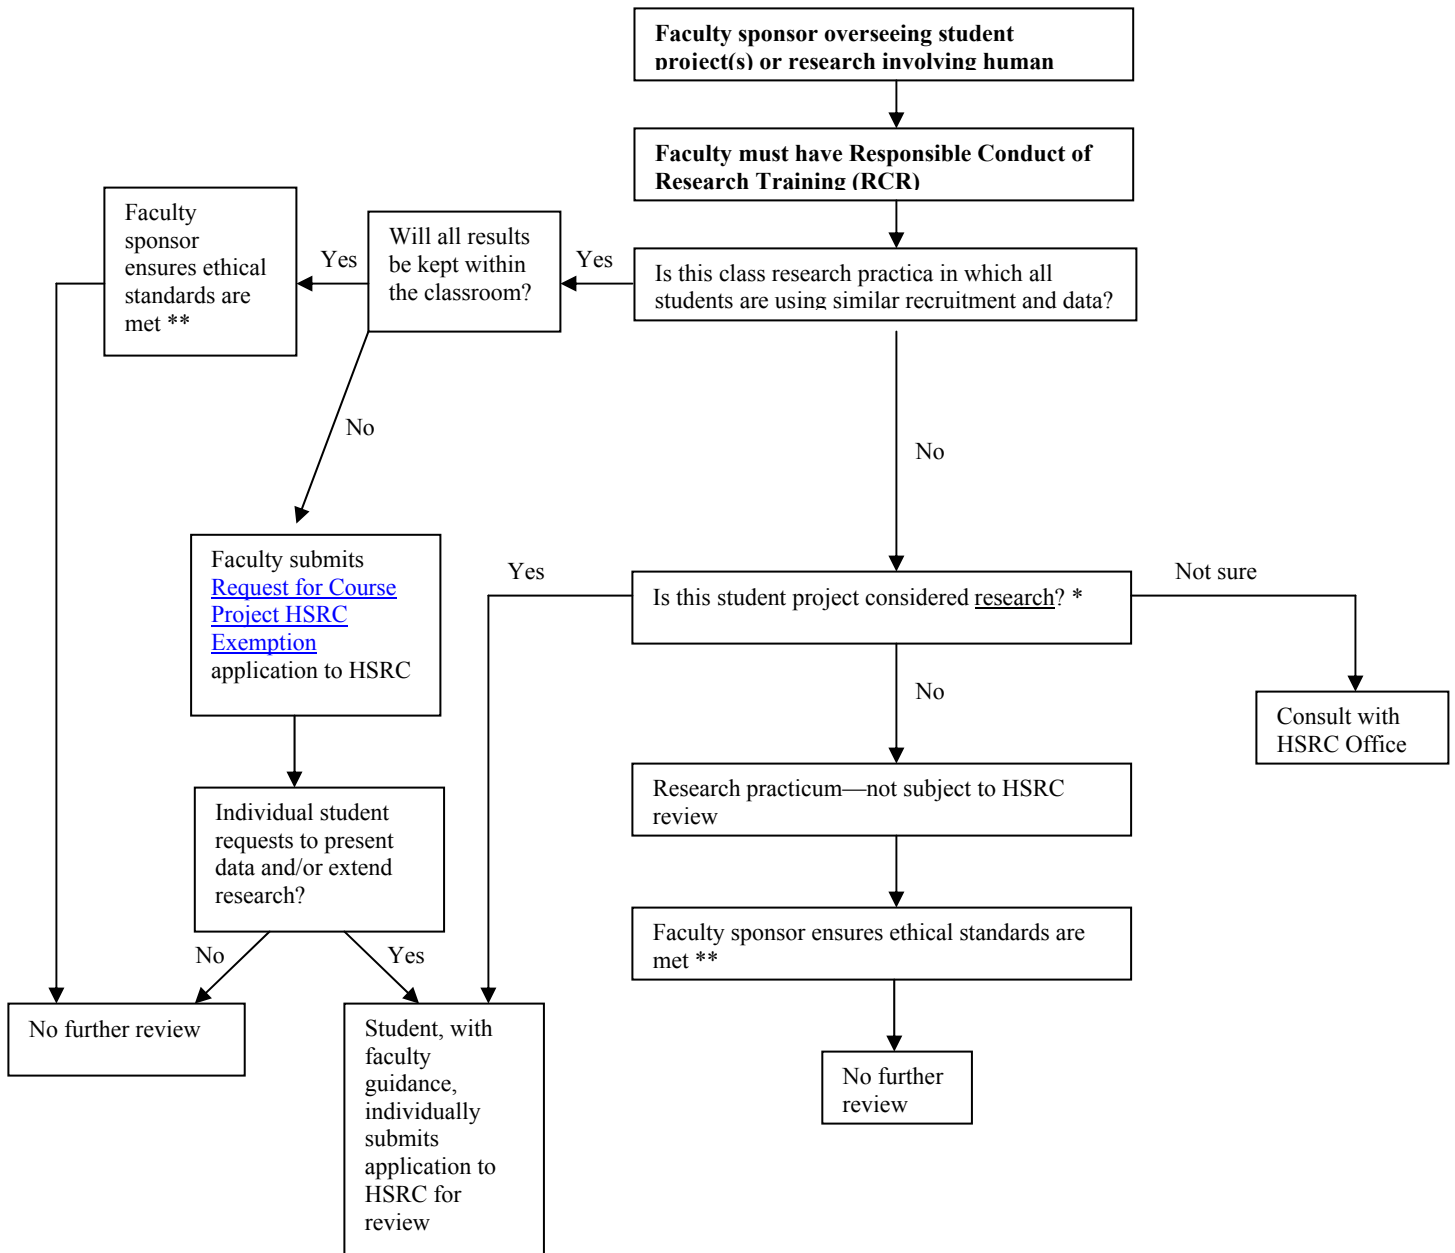 Faculty sponsor overseeing student
project(s) or research involving human
Faculty must have Responsible Conduct of
Research Training (RCR)
Is this class research practica in which all
students are using similar recruitment and data?
Yes
Will all results
be kept within
the classroom?
Yes
Faculty
sponsor
ensures ethical
standards are
met **
No
No
Faculty submits
Request for Course
Project HSRC
Exemption
application to HSRC
Yes
Is this student project considered research? *
Not sure
Consult with
HSRC Office
No
Research practicum—not subject to HSRC
review
Individual student
requests to present
data and/or extend
research?
Faculty sponsor ensures ethical standards are
met **
No
Yes
No further review
Student, with
faculty
guidance,
individually
submits
application to
HSRC for
review
No further
review